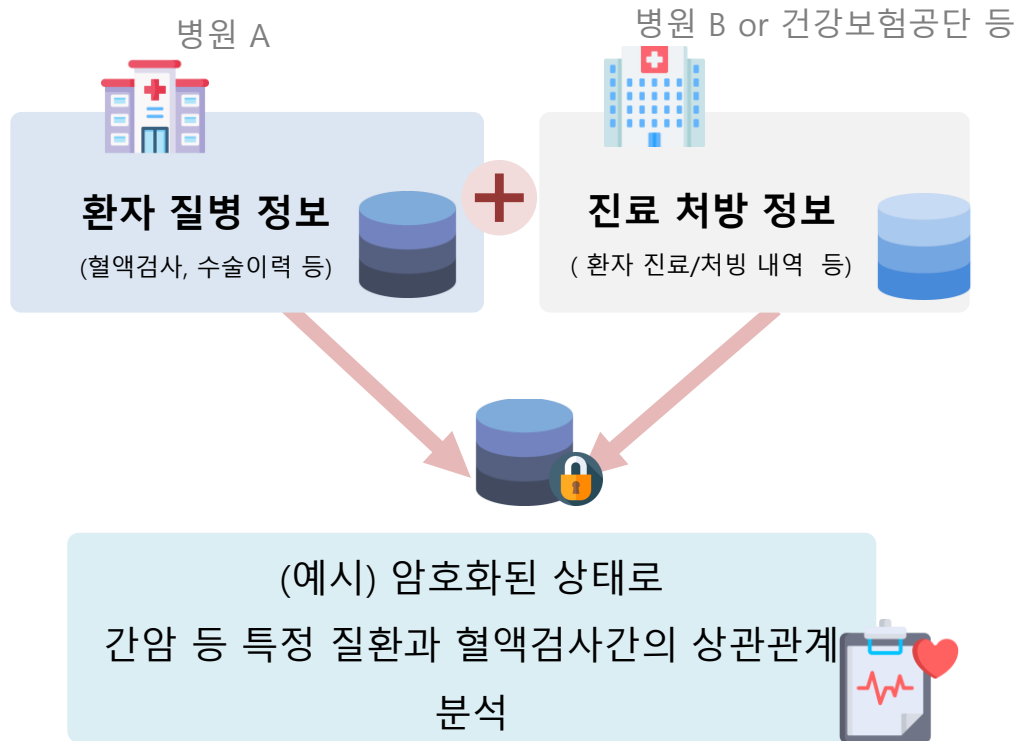 병원 A
병원 B or 건강보험공단 등
환자 질병 정보
(혈액검사, 수술이력 등)
진료 처방 정보
( 환자 진료/처빙 내역 등)
(예시) 암호화된 상태로
간암 등 특정 질환과 혈액검사간의 상관관계
분석